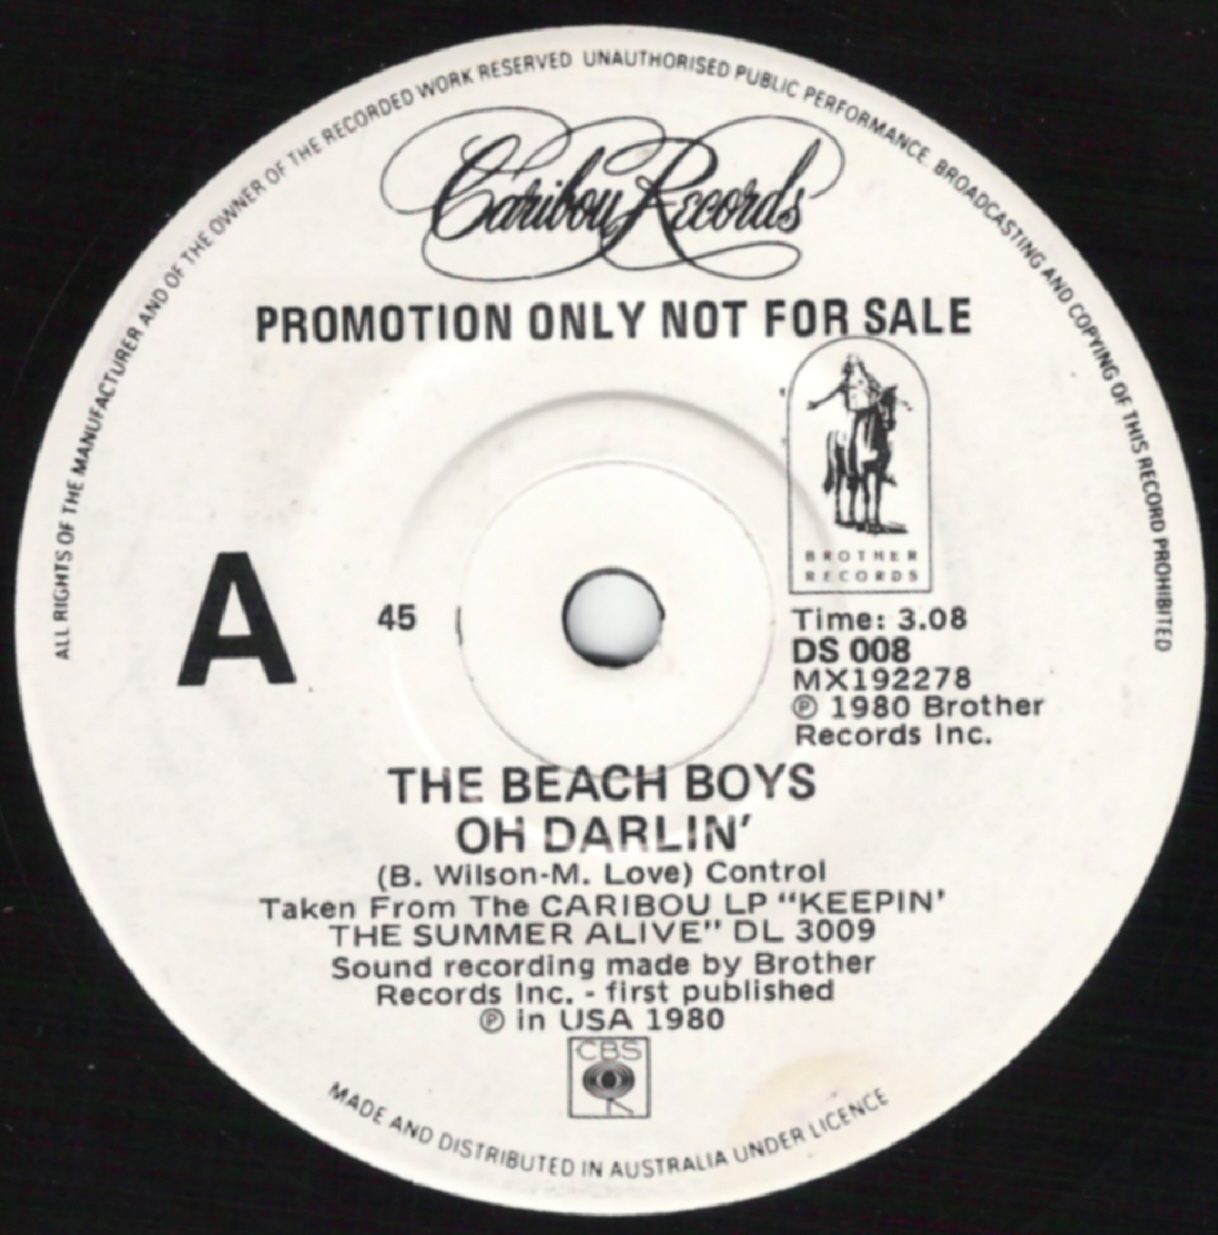 ALL RIGHTS OF THE MANUFACTURER AND OF THE OWNER OF THE RECORDED WORK RESERVED UNAUTHORISED PUBLIC PERFORMANCE. BROADCASTING AND COPYING OF THIS RECORD PROHIBITED
Caribou Records
PROMOTION ONLY NOT FOR SALE
BROTHER
RECORDS
A
45
Time: 3.08
DS 008
MX192278
℗ 1980 Brother
Records Inc.
THE BEACH BOYS
OH DARLIN'
(B. Wilson-M. Love) Control
Taken From The CARIBOU LP "KEEPIN'
THE SUMMER ALIVE" DL 3009
Sound recording made by Brother
Records Inc. - first published
℗ in USA 1980
CBS
MADE AND DISTRIBUTED IN AUSTRALIA UNDER LICENCE